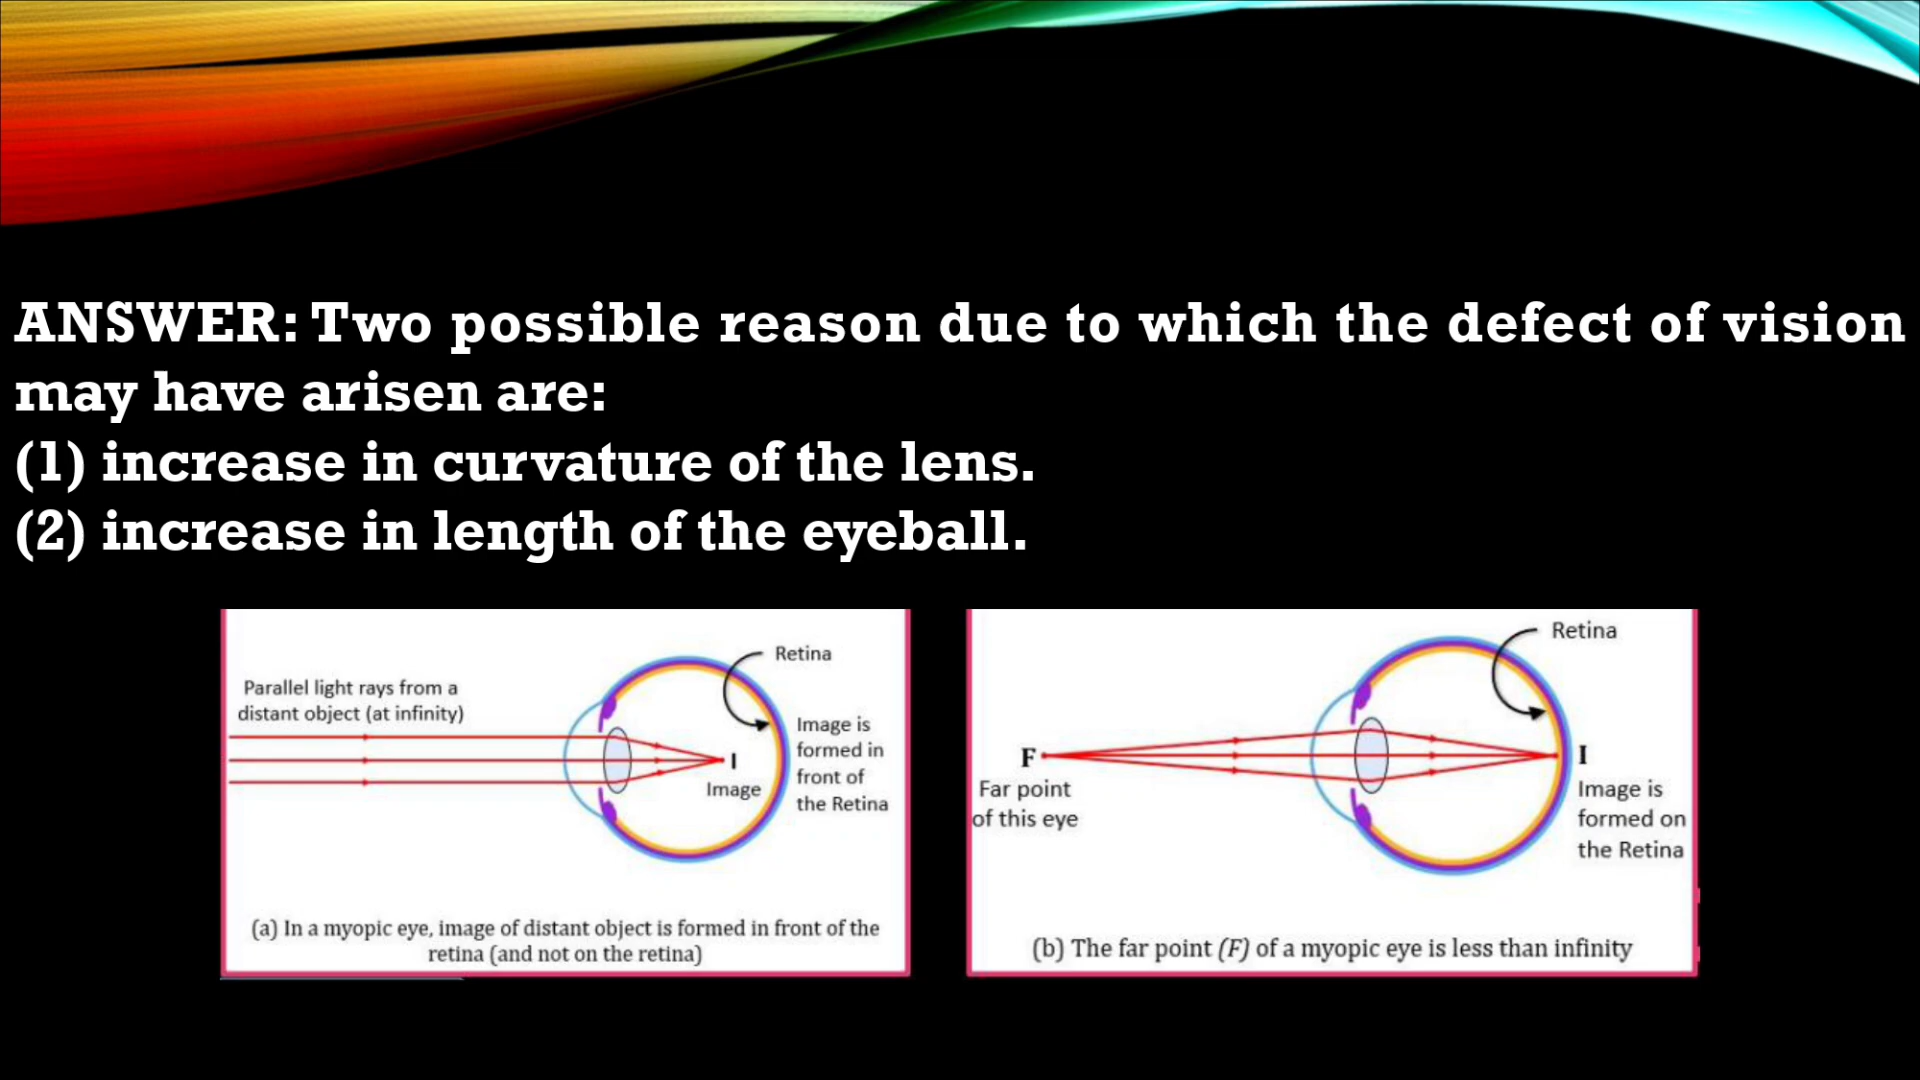 ANSWER: Two possible reason due to which the defect of vision
may have arisen are:
(1) increase in curvature of the lens.
(2) increase in length of the eyeball.
Retina
Parallel light rays from a
distant object (at infinity)
Image is
formed in
front of
the Retina
I
Image
(a) In a myopic eye, image of distant object is formed in front of the
retina (and not on the retina)
Retina
F
Far point
of this eye
I
Image is
formed on
the Retina
(b) The far point (F) of a myopic eye is less than infinity